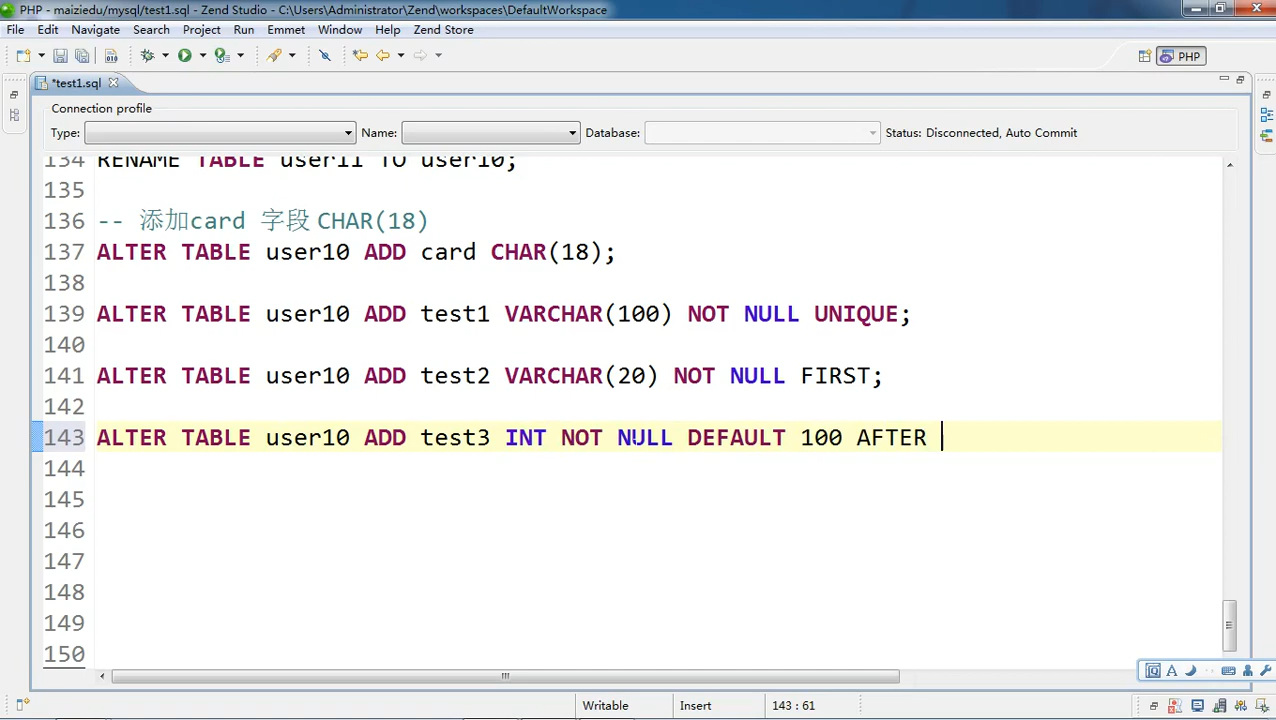 PHP - maiziedu/mysql/test1.sql - Zend Studio - C:\Users\Administrator\Zend\workspaces\DefaultWorkspace
File Edit Navigate Search Project Run Emmet Window Help Zend Store
PHP
*test1.sql
Connection profile
Type: Name: Database: Status: Disconnected, Auto Commit
134 RENAME TABLE user11 TO user10;
135
136 -- 添加card 字段 CHAR(18)
137 ALTER TABLE user10 ADD card CHAR(18);
138
139 ALTER TABLE user10 ADD test1 VARCHAR(100) NOT NULL UNIQUE;
140
141 ALTER TABLE user10 ADD test2 VARCHAR(20) NOT NULL FIRST;
142
143 ALTER TABLE user10 ADD test3 INT NOT NULL DEFAULT 100 AFTER
144
145
146
147
148
149
150
Writable Insert 143 : 61